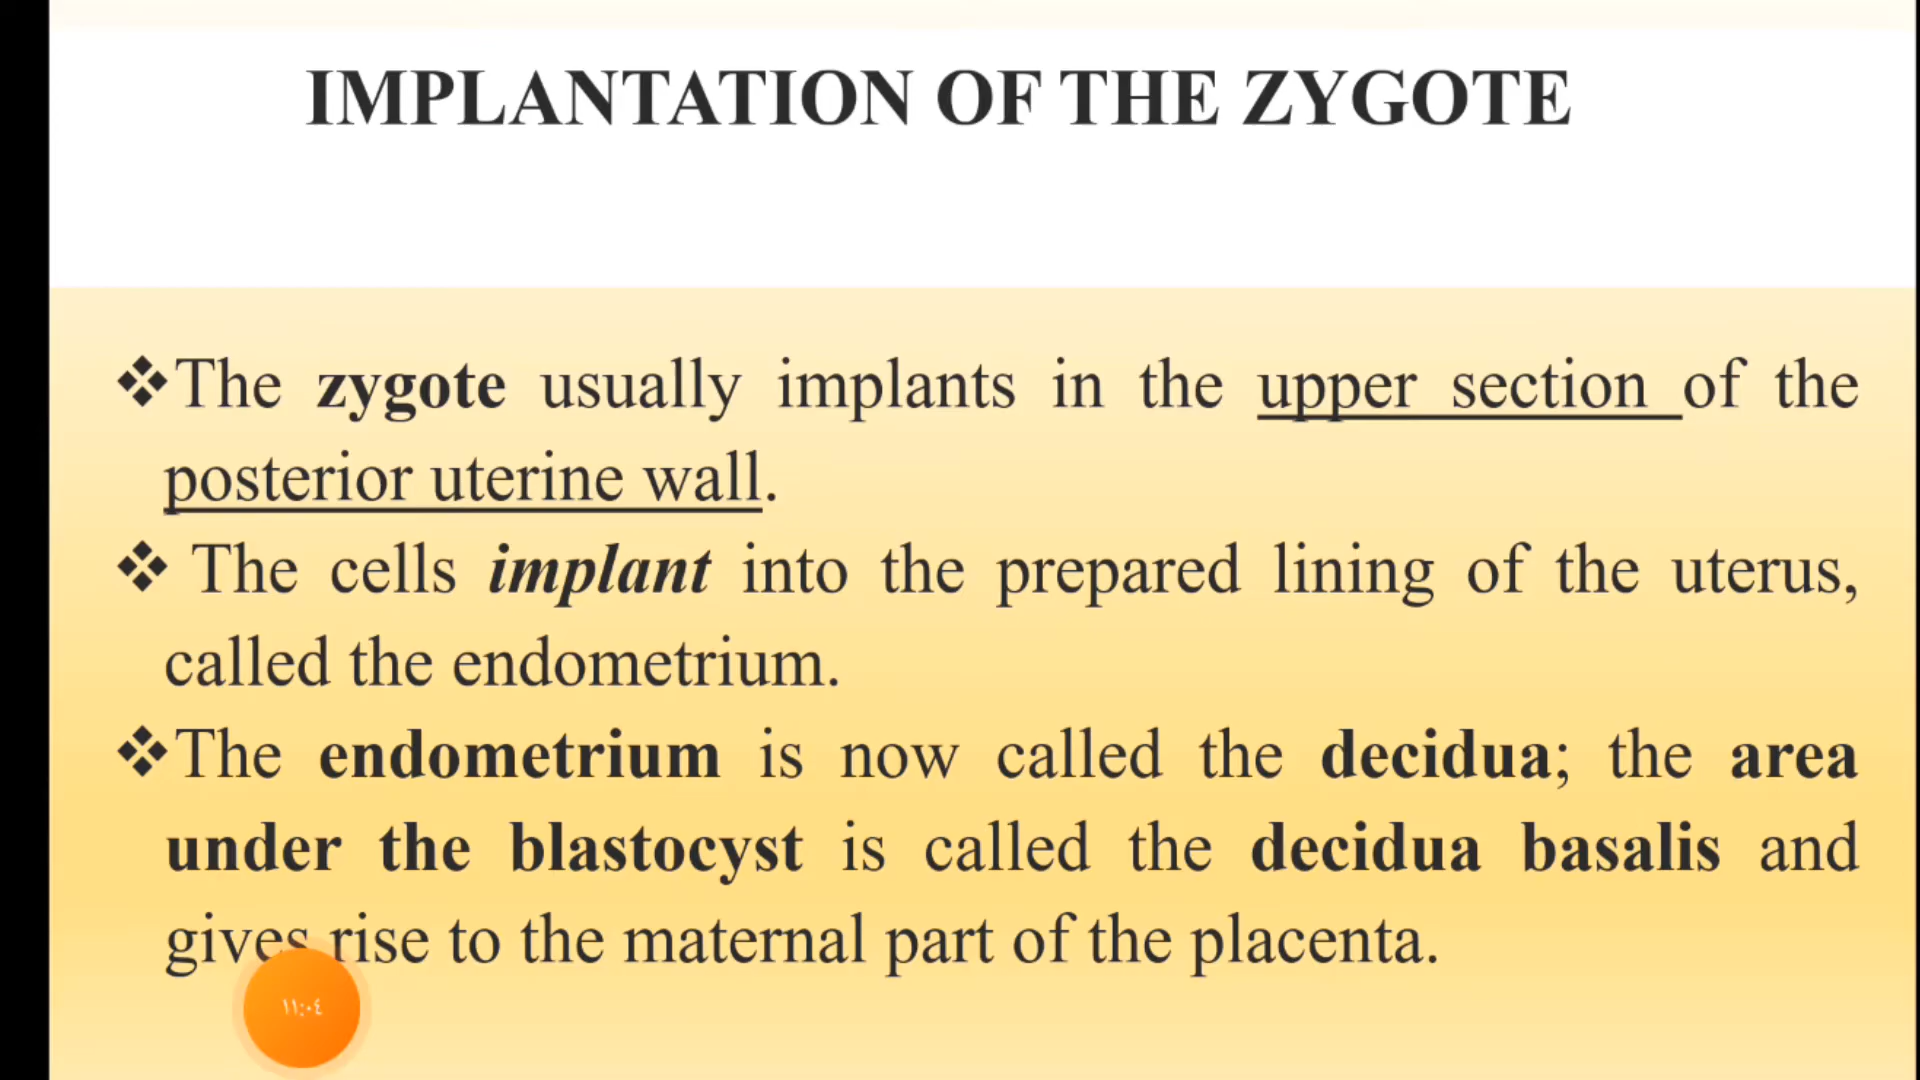 IMPLANTATION OF THE ZYGOTE
❖The zygote usually implants in the upper section of the
posterior uterine wall.
❖ The cells implant into the prepared lining of the uterus,
called the endometrium.
❖The endometrium is now called the decidua; the area
under the blastocyst is called the decidua basalis and
gives rise to the maternal part of the placenta.
١١:٠٤